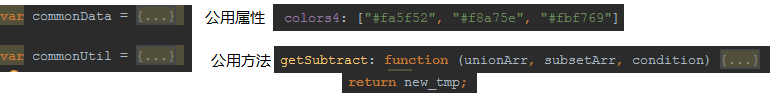 var commonData = {...}
公用属性
colors4: ["#fa5f52", "#f8a75e", "#fbf769"]
var commonUtil = {...}
公用方法
getSubtract: function (unionArr, subsetArr, condition) {...}
return new_tmp;